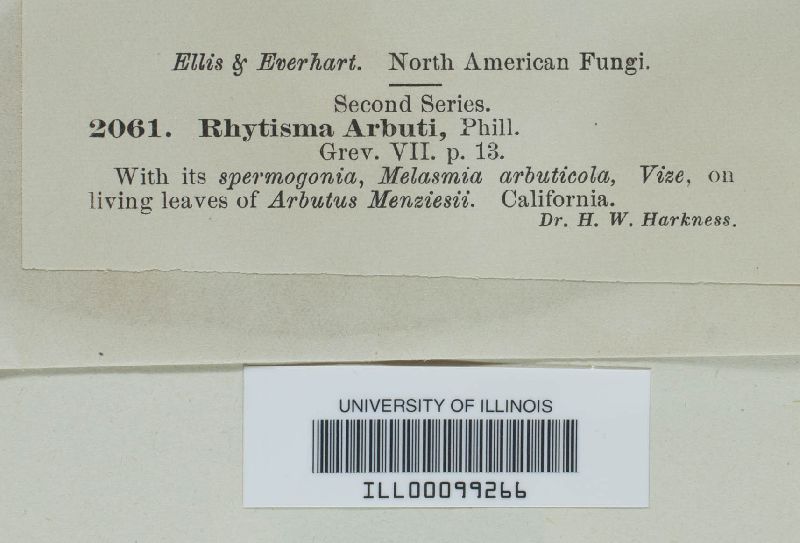 Ellis & Everhart. North American Fungi.
Second Series.
2061. Rhytisma Arbuti, Phill.
Grev. VII. p. 13.
With its spermogonia, Melasmia arbuticola, Vize, on
living leaves of Arbutus Menziesii. California.
Dr. H. W. Harkness.
UNIVERSITY OF ILLINOIS
ILL00099266